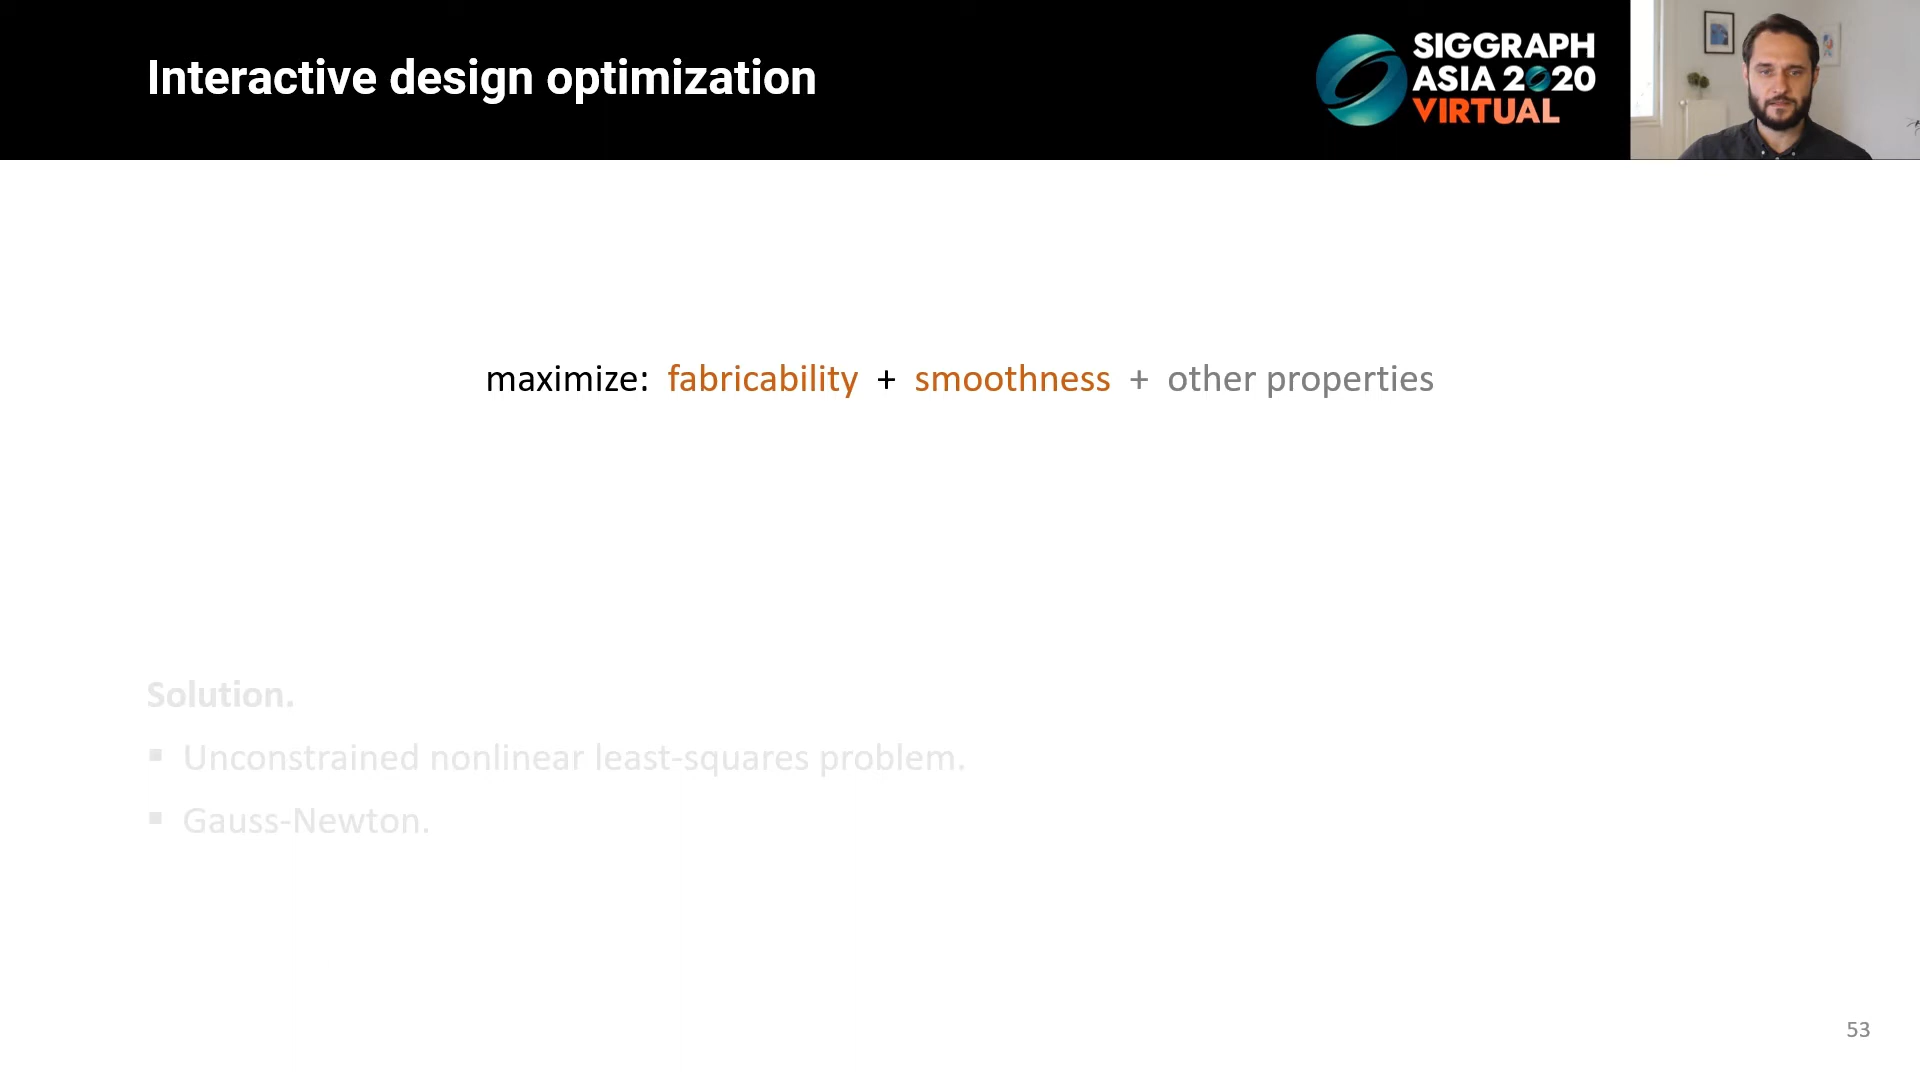 Interactive design optimization
SIGGRAPH
ASIA 2020
VIRTUAL
maximize: fabricability + smoothness + other properties
Solution.
▪ Unconstrained nonlinear least-squares problem.
▪ Gauss-Newton.
53